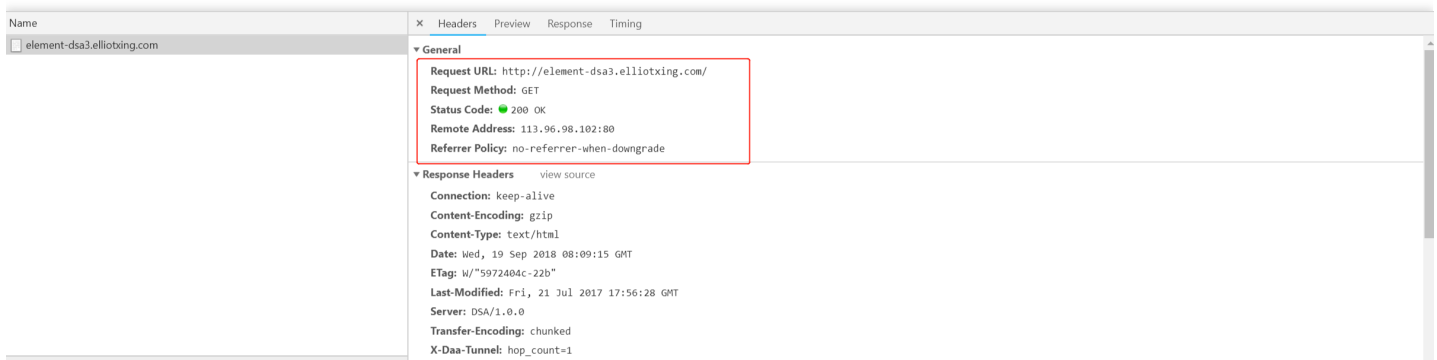 Name
element-dsa3.elliotxing.com
× Headers Preview Response Timing
▼ General
Request URL: http://element-dsa3.elliotxing.com/
Request Method: GET
Status Code: 200 OK
Remote Address: 113.96.98.102:80
Referrer Policy: no-referrer-when-downgrade
▼ Response Headers view source
Connection: keep-alive
Content-Encoding: gzip
Content-Type: text/html
Date: Wed, 19 Sep 2018 08:09:15 GMT
ETag: W/"5972404c-22b"
Last-Modified: Fri, 21 Jul 2017 17:56:28 GMT
Server: DSA/1.0.0
Transfer-Encoding: chunked
X-Daa-Tunnel: hop_count=1